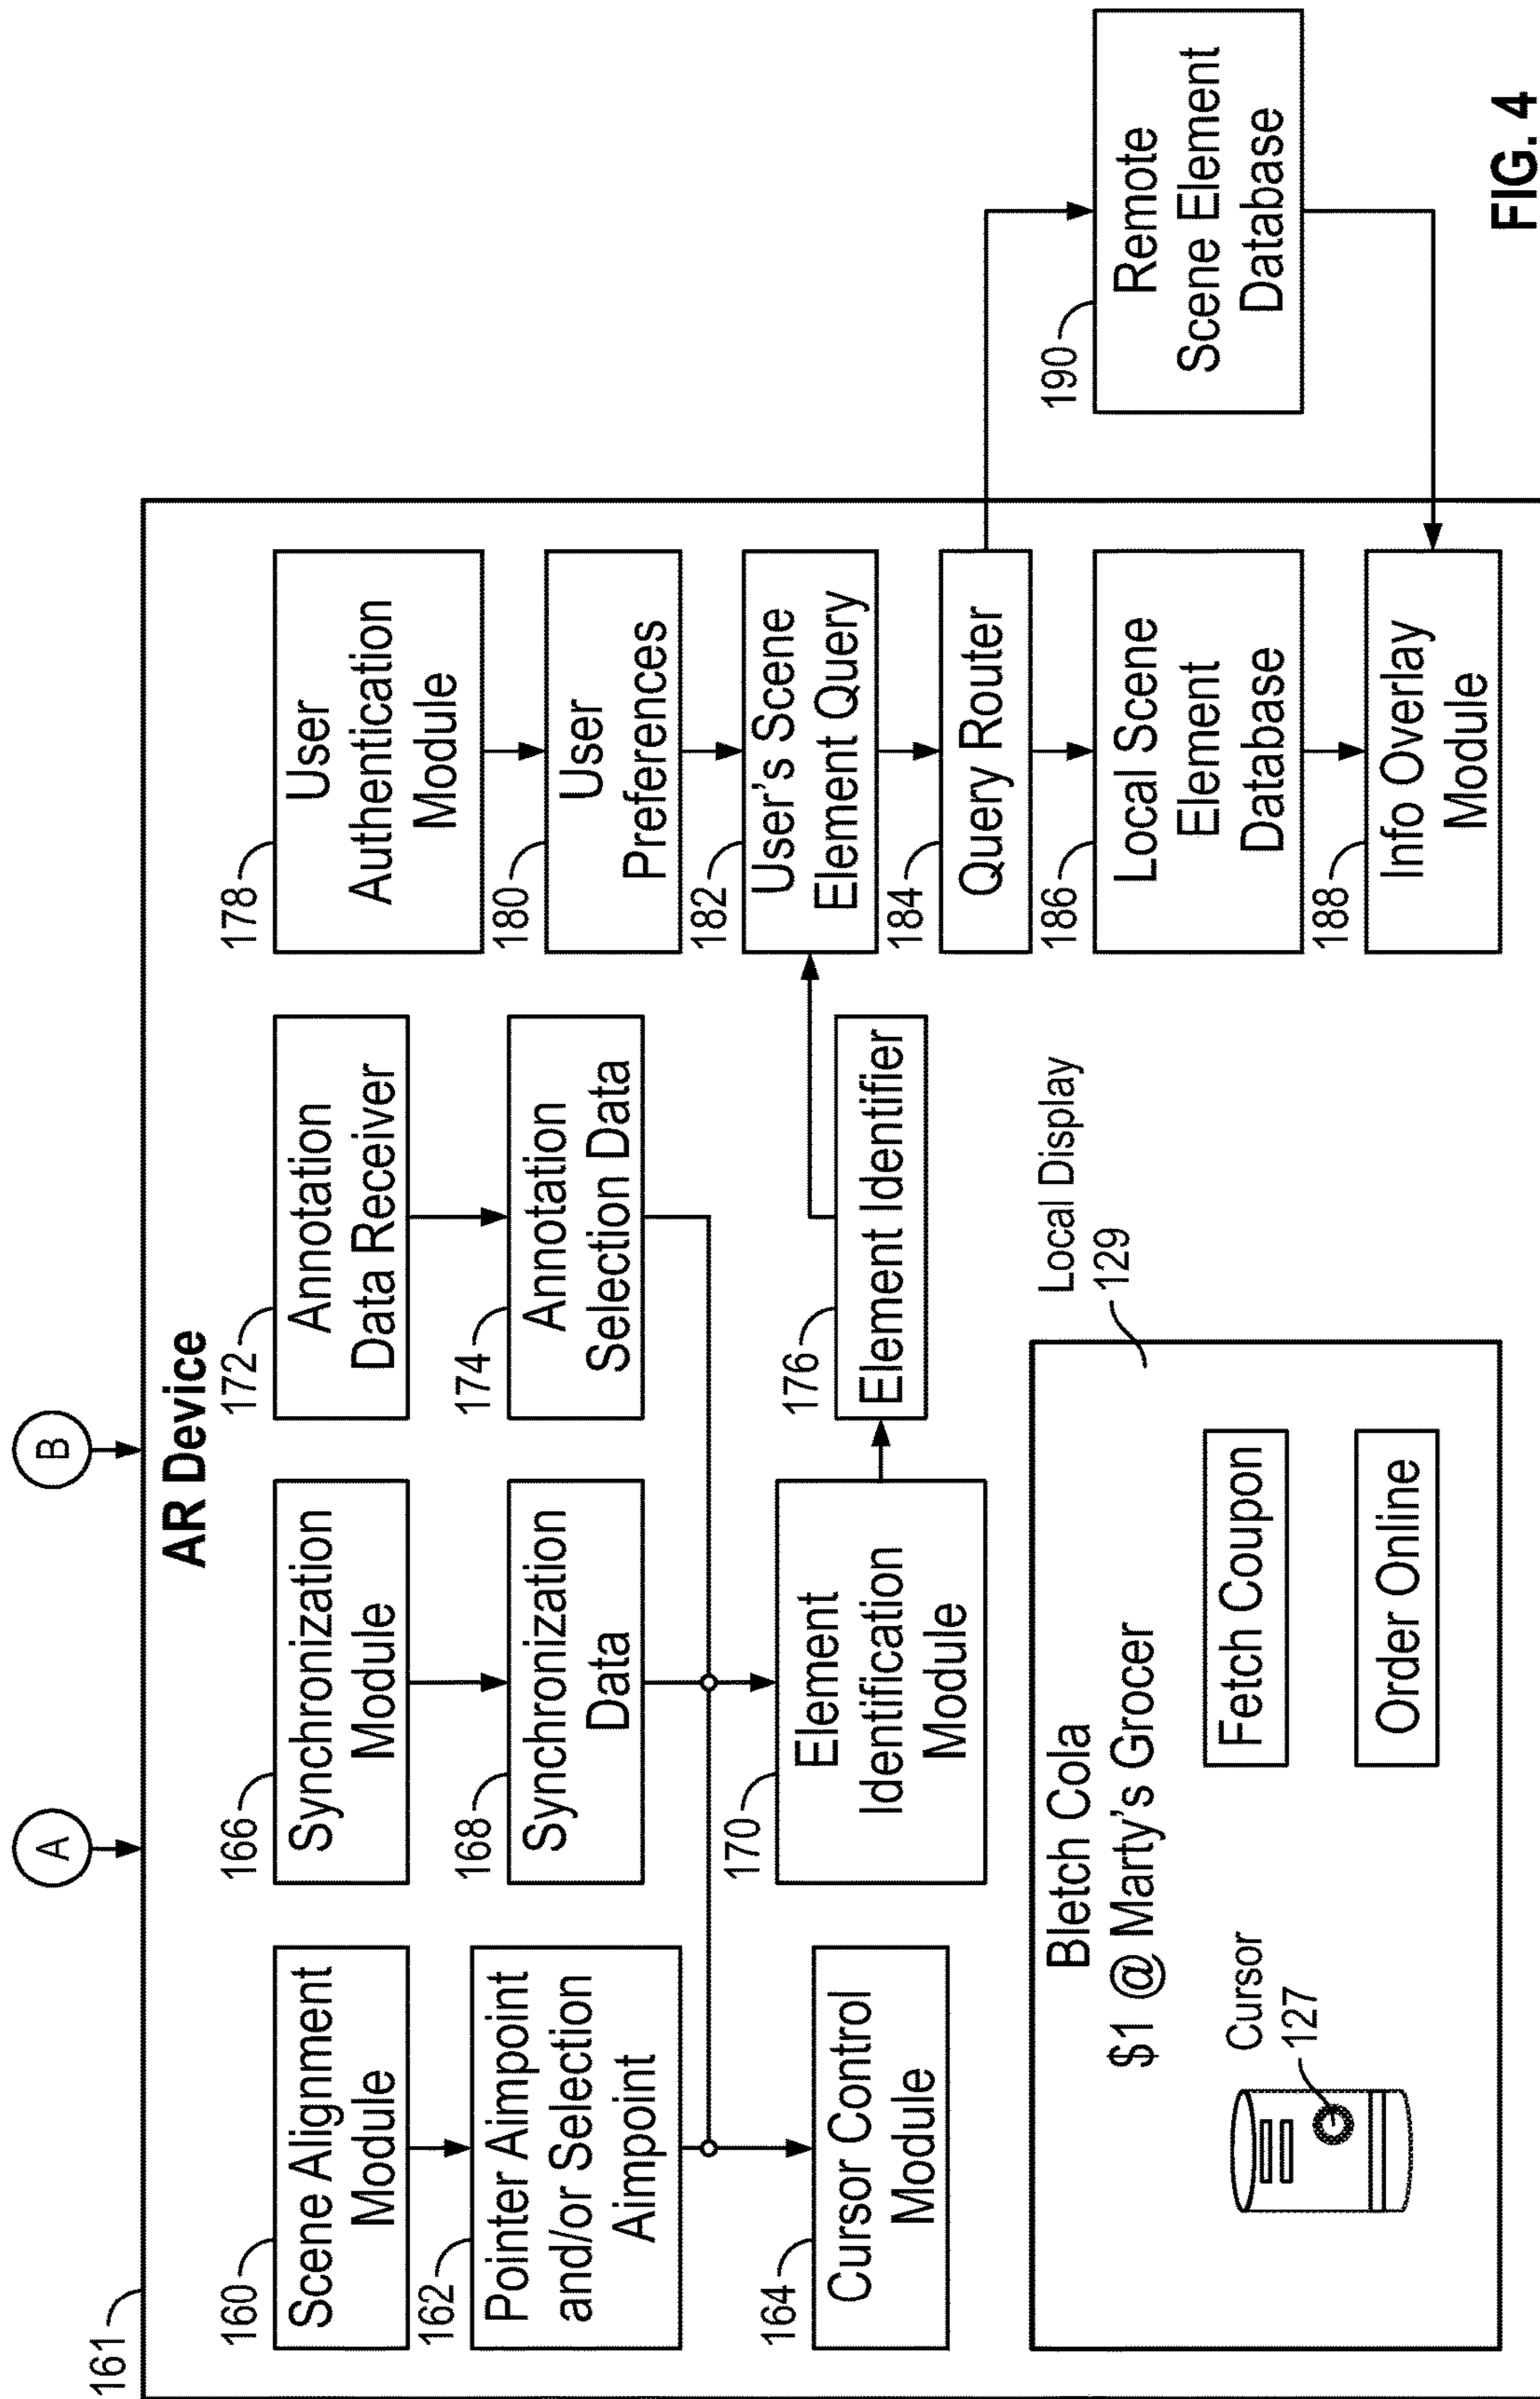 A
B
161
AR Device
160
Scene Alignment
Module
162
Pointer Aimpoint
and/or Selection
Aimpoint
164
Cursor Control
Module
166
Synchronization
Module
168
Synchronization
Data
170
Element
Identification
Module
172
Annotation
Data Receiver
174
Annotation
Selection Data
176
Element Identifier
178
User
Authentication
Module
180
User
Preferences
182
User's Scene
Element Query
184
Query Router
186
Local Scene
Element
Database
188
Info Overlay
Module
190
Remote
Scene Element
Database
Local Display
129
Bletch Cola
$1 @ Marty's Grocer
Cursor
127
Fetch Coupon
Order Online
FIG. 4